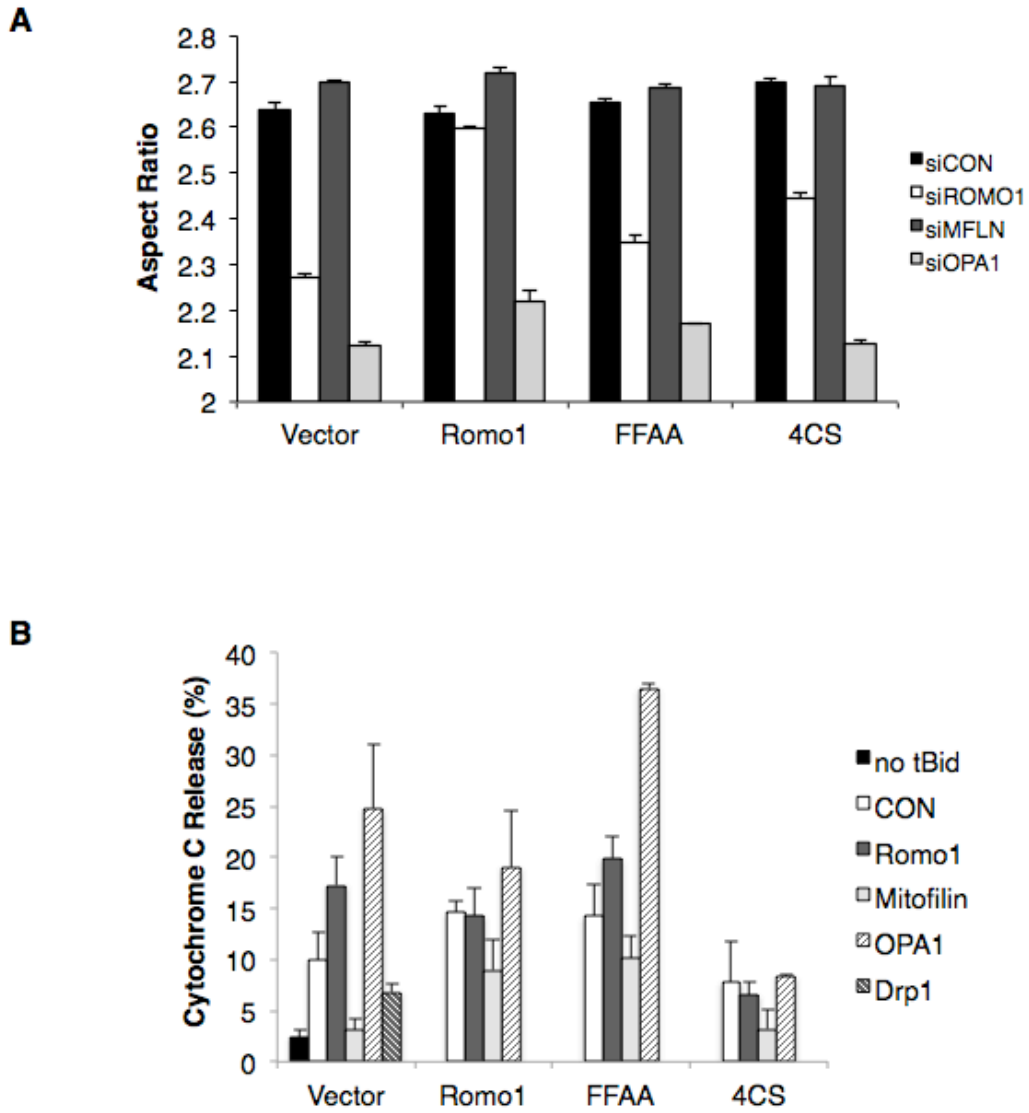 A
Aspect Ratio
2.8
2.7
2.6
2.5
2.4
2.3
2.2
2.1
2
Vector Romo1 FFAA 4CS
siCON
siROMO1
siMFLN
siOPA1
B
Cytochrome C Release (%)
40
35
30
25
20
15
10
5
0
Vector Romo1 FFAA 4CS
no tBid
CON
Romo1
Mitofilin
OPA1
Drp1